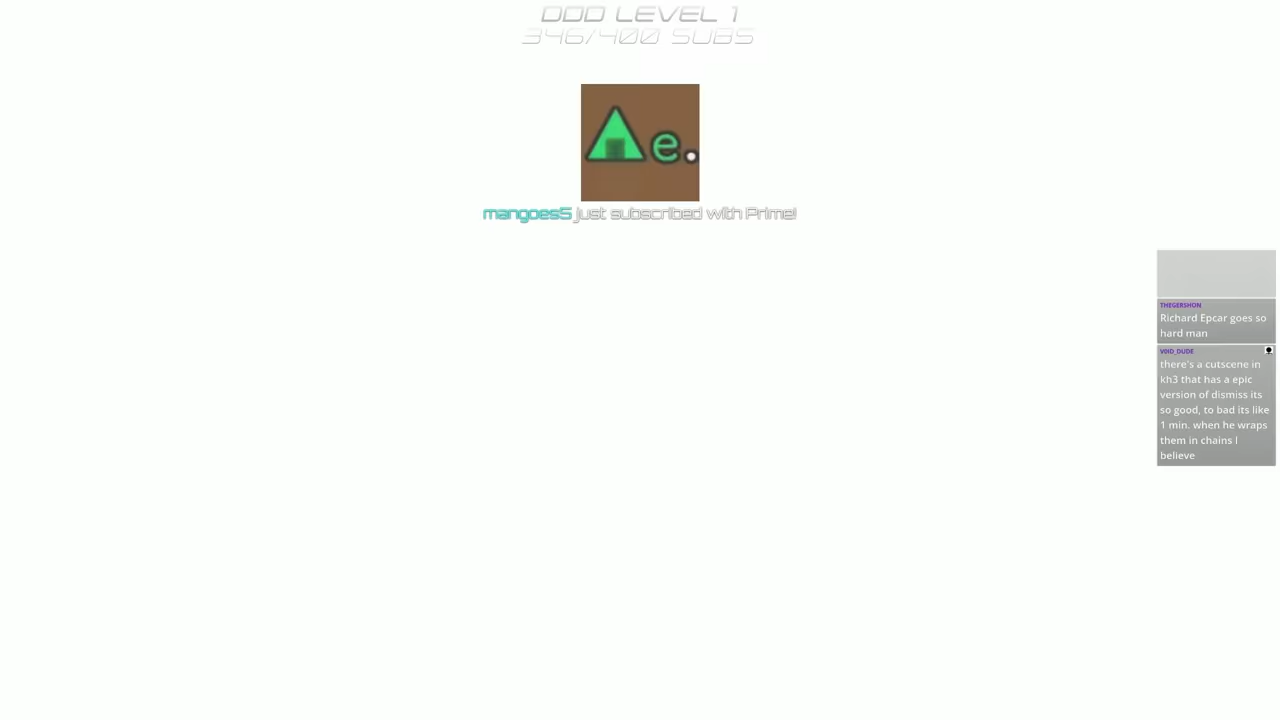 DDD LEVEL 1
346/400 SUBS
e.
mangoes5 just subscribed with Prime!
THEGERSHON
Richard Epcar goes so
hard man
V0ID_DUDE
there's a cutscene in
kh3 that has a epic
version of dismiss its
so good, to bad its like
1 min. when he wraps
them in chains I
believe